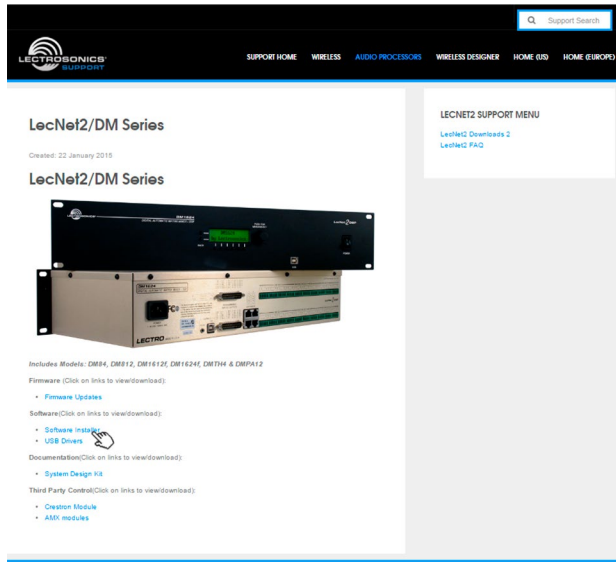 Support Search
LECTROSONICS
SUPPORT
SUPPORT HOME WIRELESS AUDIO PROCESSORS WIRELESS DESIGNER HOME (US) HOME (EUROPE)
LecNet2/DM Series
Created: 22 January 2015
LecNet2/DM Series
LECTRO
Includes Models: DM84, DM812, DM1612f, DM1624f, DMTH4 & DMPA12
Firmware (Click on links to view/download):
Firmware Updates
Software(Click on links to view/download):
Software Installer
USB Drivers
Documentation(Click on links to view/download):
System Design Kit
Third Party Control(Click on links to view/download):
Crestron Module
AMX modules
LECNET2 SUPPORT MENU
LecNet2 Downloads 2
LecNet2 FAQ